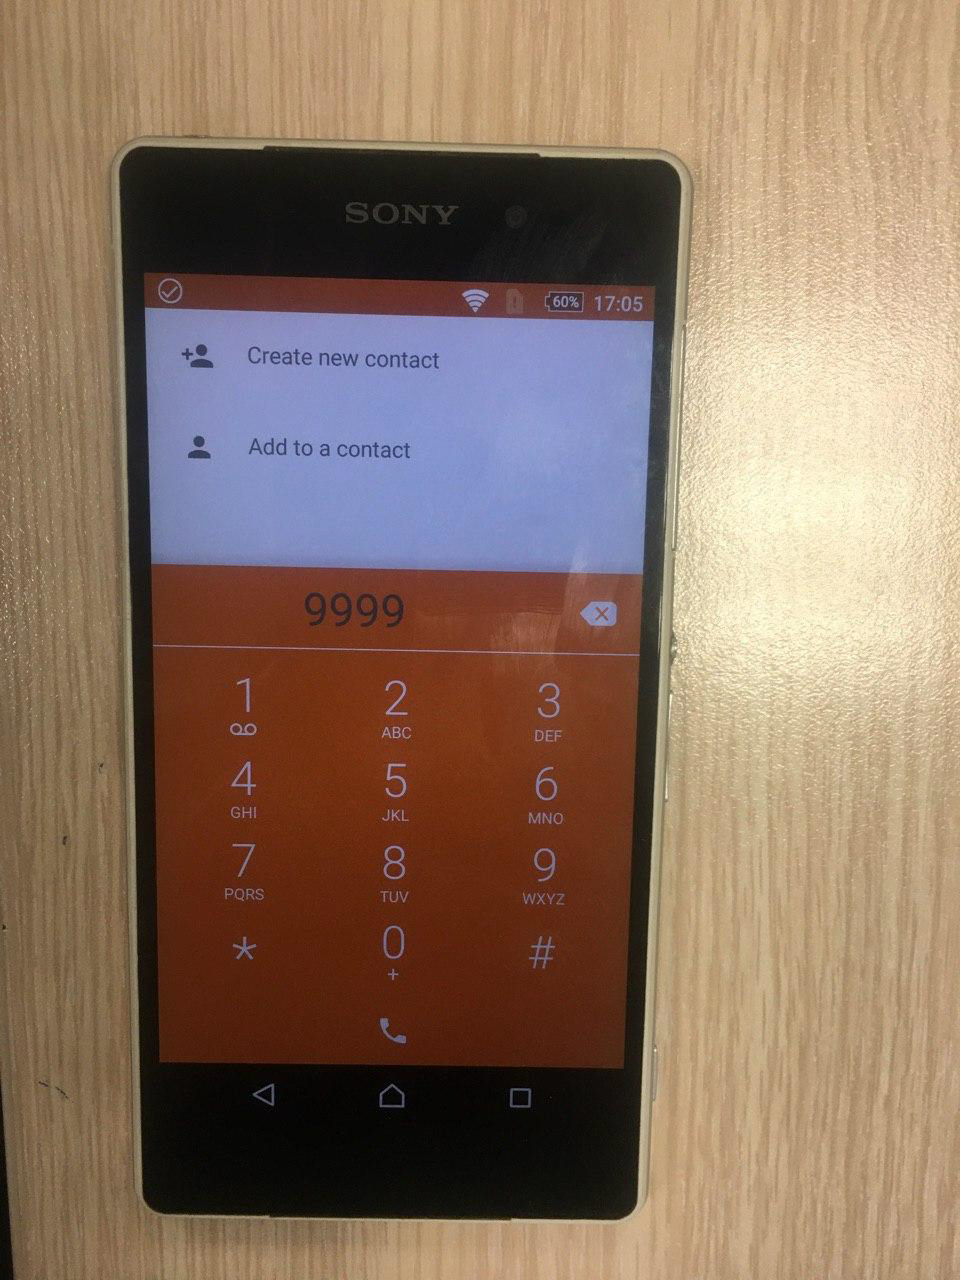 SONY
60% 17:05
Create new contact
Add to a contact
9999
1 2 3
ABC DEF
4 5 6
GHI JKL MNO
7 8 9
PQRS TUV WXYZ
* 0 #
+